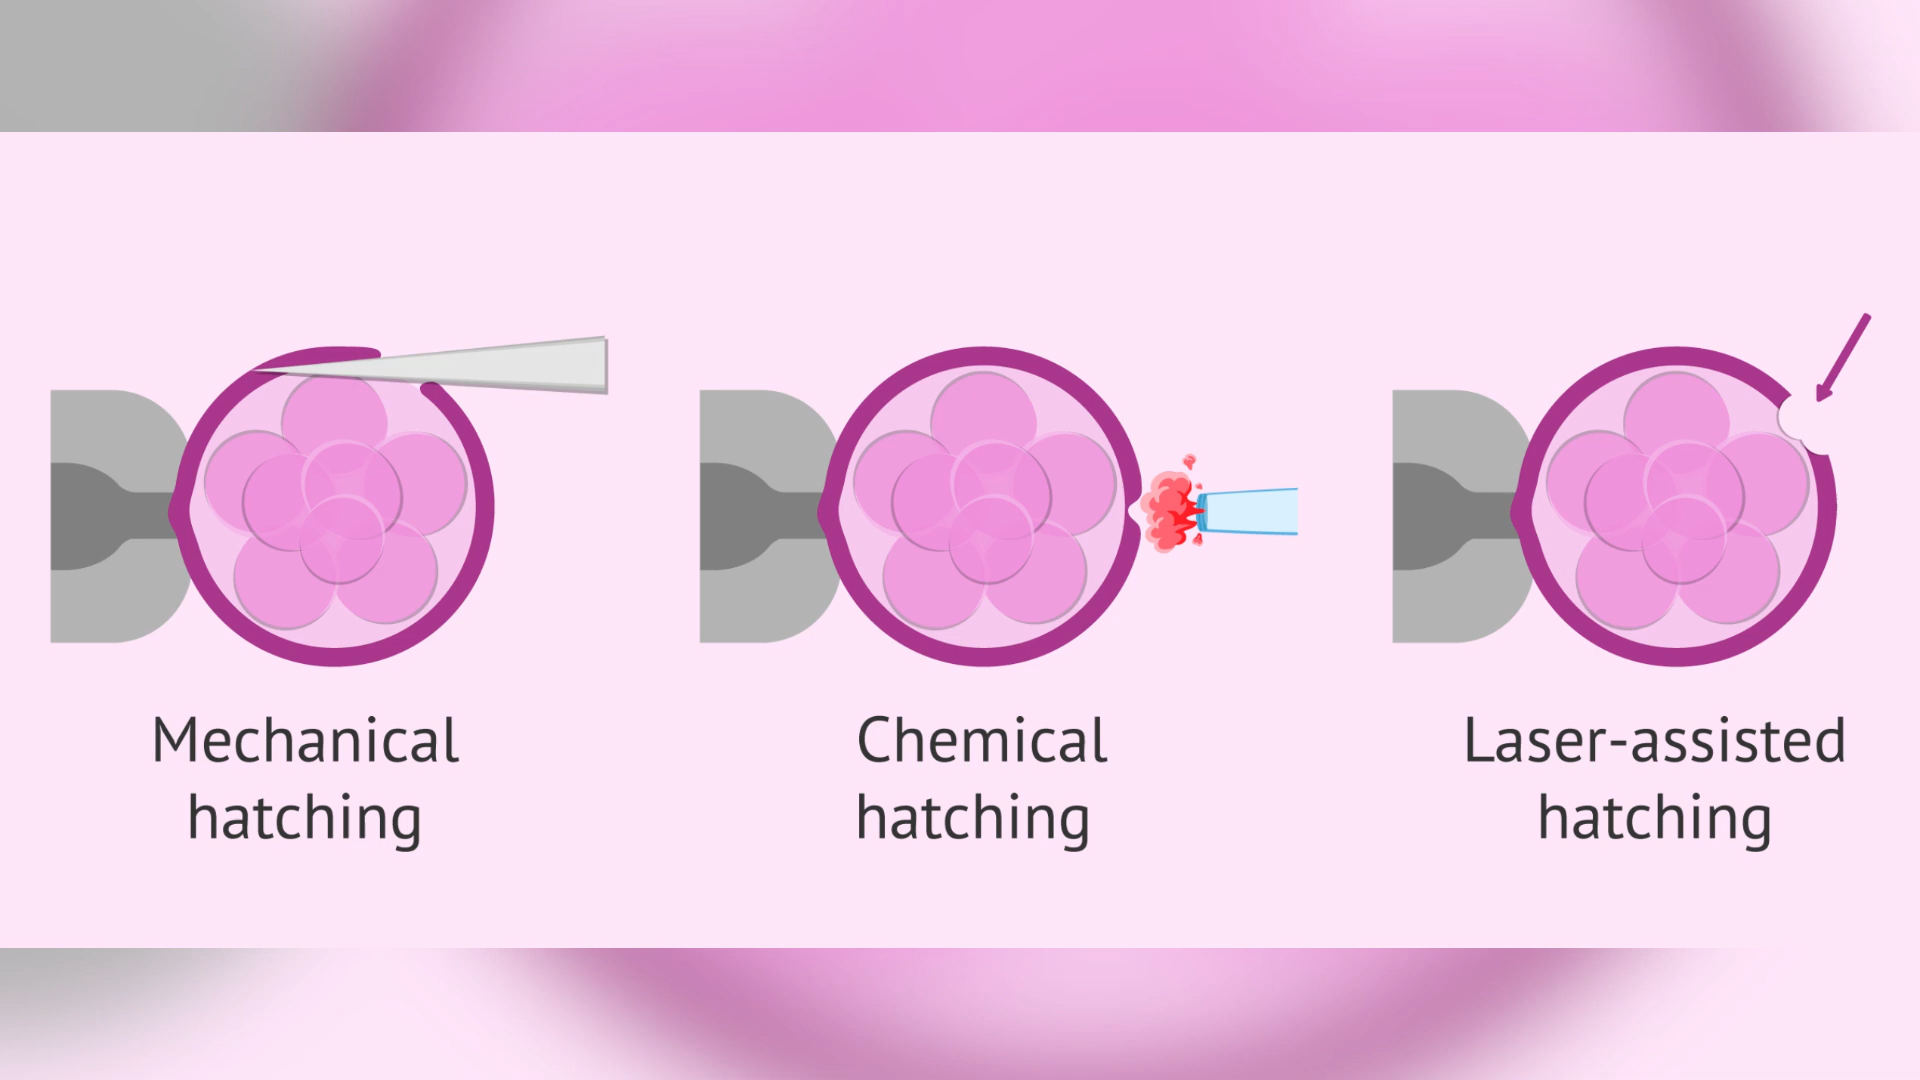 Mechanical
hatching
Chemical
hatching
Laser-assisted
hatching